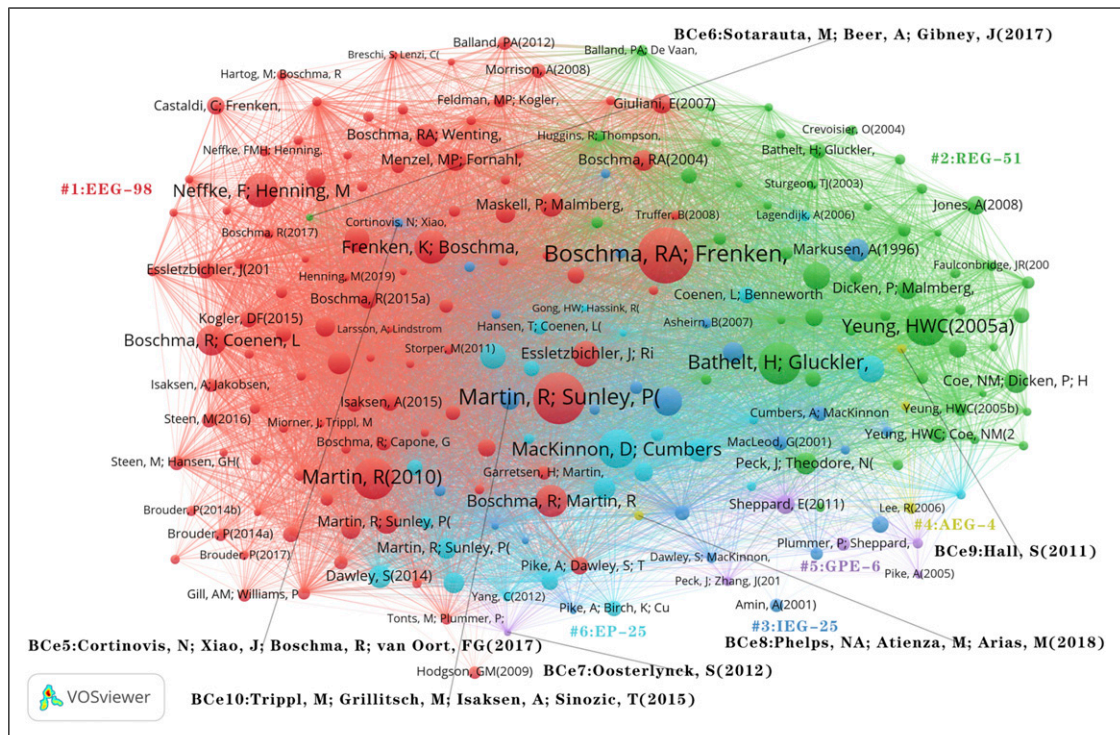 BCe6:Sotarauta, M; Beer, A; Gibney, J(2017)
Balland, PA(2012)
Breschi, S; Lenzi, C(
Balland, PA; De Vaan,
Hartog, M; Boschma, R
Morrison, A(2008)
Castaldi, C; Frenken,
Feldman, MP; Kogler,
Giuliani, E(2007)
Crevoisier, O(2004)
Boschma, RA; Wenting,
Huggins, R; Thompson,
Neffke, FMH; Henning,
Menzel, MP; Fornahl,
Boschma, RA(2004)
Bathelt, H; Gluckler,
#2:REG-51
#1:EEG-98
Neffke, F; Henning, M
Sturgeon, TJ(2003)
Maskell, P; Malmberg,
Jones, A(2008)
Cortinovis, N; Xiao,
Truffer, B(2008)
Lagendijk, A(2006)
Boschma, R(2017)
Frenken, K; Boschma,
Boschma, RA; Frenken,
Markusen, A(1996)
Essletzbichler, J(201
Henning, M(2019)
Faulconbridge, JR(200
Boschma, R(2015a)
Coenen, L; Benneworth
Dicken, P; Malmberg,
Gong, HW; Hassink, R(
Kogler, DF(2015)
Larsson, A; Lindstrom
Hansen, T; Coenen, L(
Asheirn, B(2007)
Yeung, HWC(2005a)
Boschma, R; Coenen, L
Storper, M(2011)
Essletzbichler, J; Ri
Bathelt, H; Gluckler,
Isaksen, A; Jakobsen,
Coe, NM; Dicken, P; H
Isaksen, A(2015)
Martin, R; Sunley, P(
Steen, M(2016)
Miorner, J; Trippl, M
Cumbers, A; MacKinnon
Yeung, HWC(2005b)
Boschma, R; Capone, G
MacKinnon, D; Cumbers
MacLeod, G(2001)
Yeung, HWC; Coe, NM(2
Steen, M; Hansen, GH(
Peck, J; Theodore, N(
Martin, R(2010)
Garretsen, H; Martin,
Boschma, R; Martin, R
Sheppard, E(2011)
Lee, R(2006)
Brouder, P(2014b)
#4:AEG-4
Martin, R; Sunley, P(
Brouder, P(2014a)
Plummer, P; Sheppard,
BCe9:Hall, S(2011)
Martin, R; Sunley, P(
Brouder, P(2017)
Dawley, S; MacKinnon,
#5:GPE-6
Pike, A; Dawley, S; T
Dawley, S(2014)
Peck, J; Zhang, J(201
Pike, A(2005)
Gill, AM; Williams, P
Yang, C(2012)
Pike, A; Birch, K; Cu
Amin, A(2001)
Tonts, M; Plummer, P;
#6:EP-25
#3:IEG-25
BCe5:Cortinovis, N; Xiao, J; Boschma, R; van Oort, FG(2017)
BCe8:Phelps, NA; Atienza, M; Arias, M(2018)
Hodgson, GM(2009)
BCe7:Oosterlynck, S(2012)
BCe10:Trippl, M; Grillitsch, M; Isaksen, A; Sinozic, T(2015)
VOSviewer